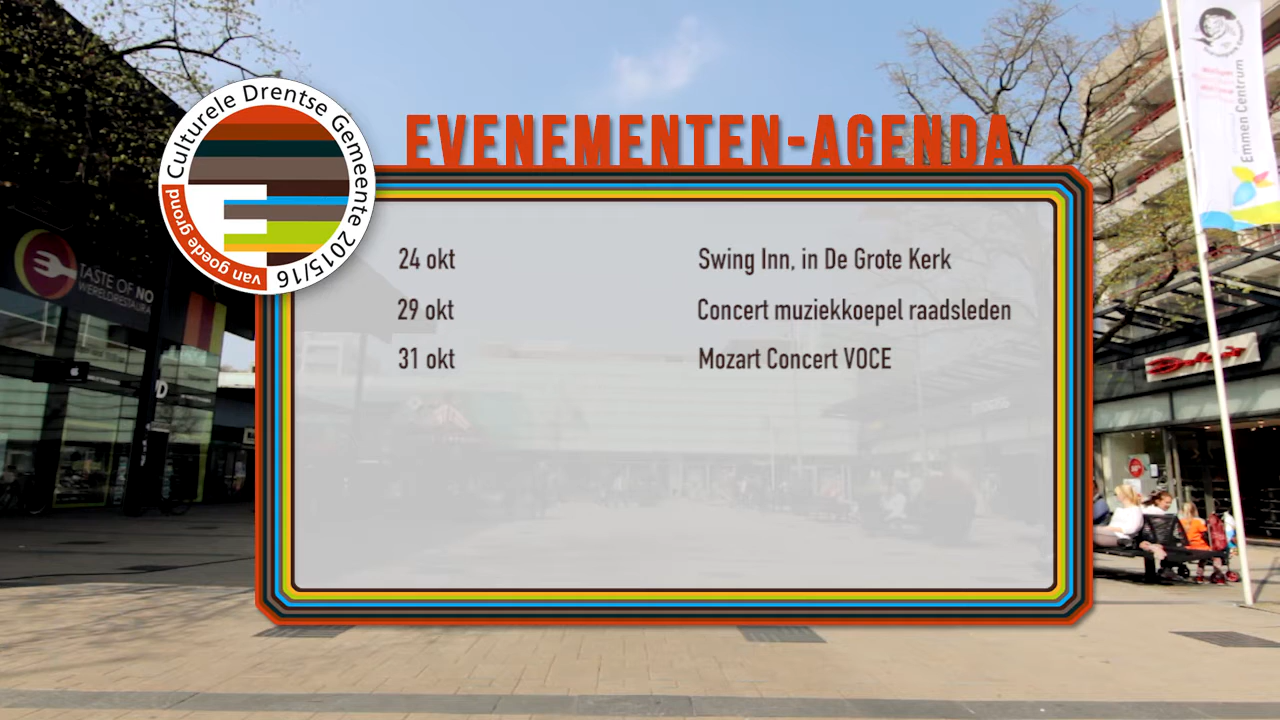 Culturele Drentse Gemeente 2015/16
van goede grond
EVENEMENTEN-AGENDA
24 okt Swing Inn, in De Grote Kerk
29 okt Concert muziekkoepel raadsleden
31 okt Mozart Concert VOCE
TASTE OF NO
WERELDRESTAURA
Emmen Centrum